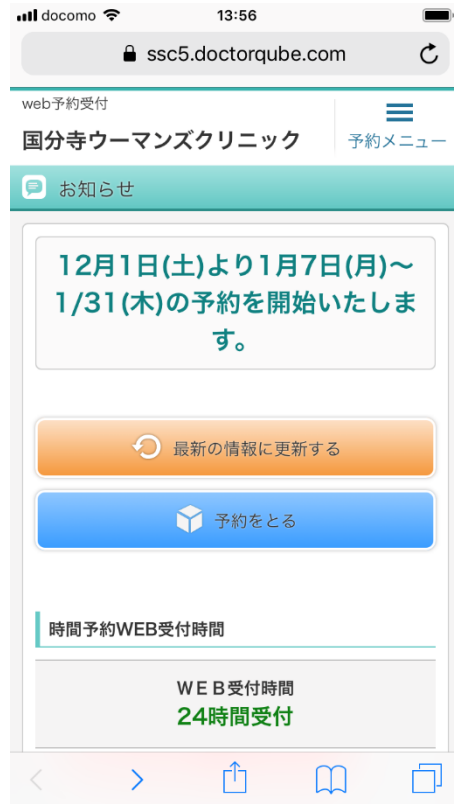 docomo 13:56
ssc5.doctorqube.com
web予約受付
国分寺ウーマンズクリニック
予約メニュー
お知らせ
12月1日(土)より1月7日(月)〜
1/31(木)の予約を開始いたしま
す。
最新の情報に更新する
予約をとる
時間予約WEB受付時間
ＷＥＢ受付時間
24時間受付